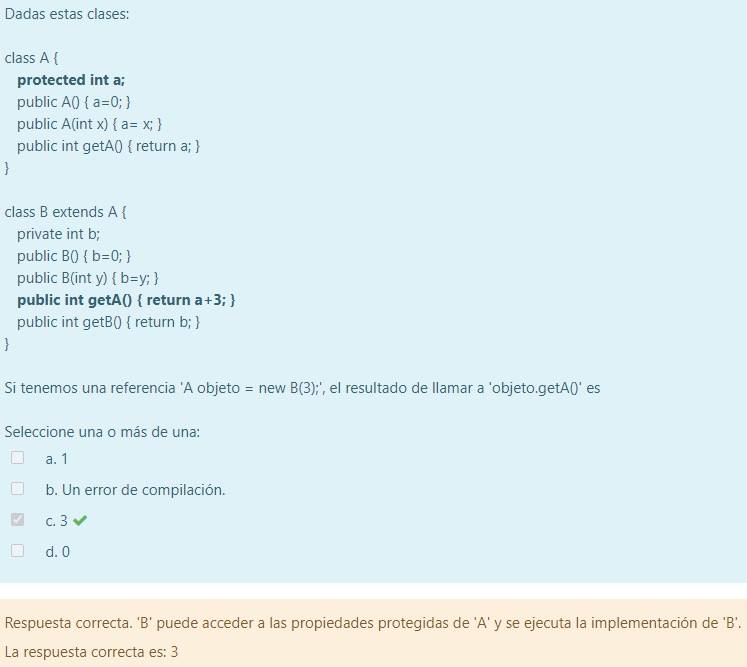 Dadas estas clases:
class A {
protected int a;
public A() { a=0; }
public A(int x) { a= x; }
public int getA() { return a; }
}
class B extends A {
private int b;
public B() { b=0; }
public B(int y) { b=y; }
public int getA() { return a+3; }
public int getB() { return b; }
}
Si tenemos una referencia 'A objeto = new B(3);', el resultado de llamar a 'objeto.getA()' es
Seleccione una o más de una:
a. 1
b. Un error de compilación.
c. 3
d. 0
Respuesta correcta. 'B' puede acceder a las propiedades protegidas de 'A' y se ejecuta la implementación de 'B'.
La respuesta correcta es: 3